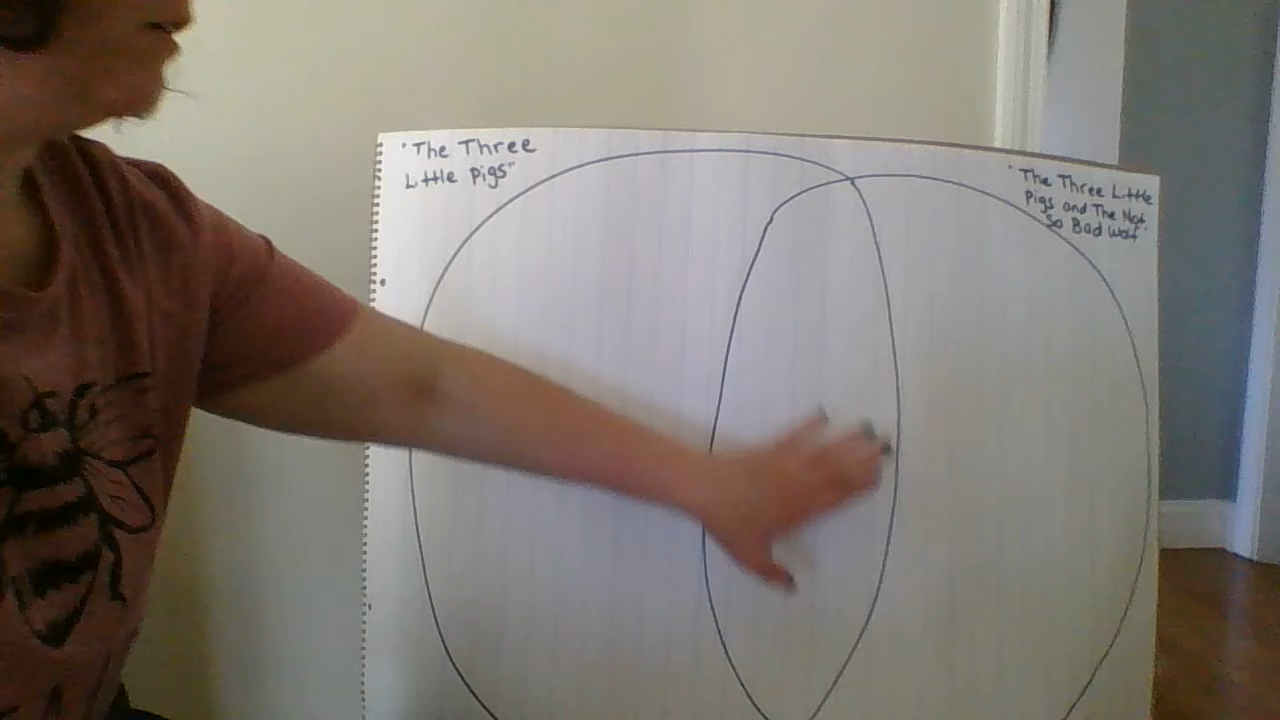 "The Three
Little Pigs"
"The Three Little
Pigs and The Not
So Bad Wolf"